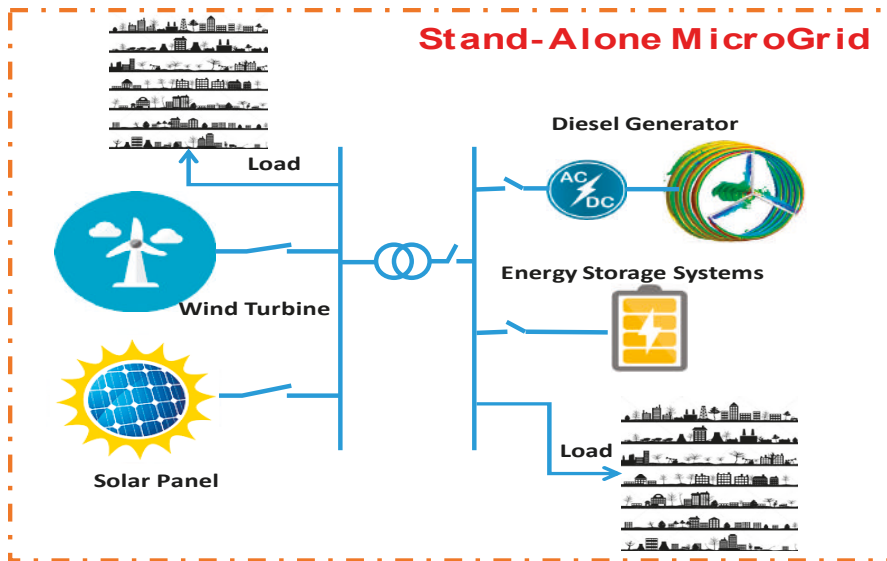 Stand-Alone MicroGrid
Load
Diesel Generator
AC
DC
Wind Turbine
Energy Storage Systems
Solar Panel
Load